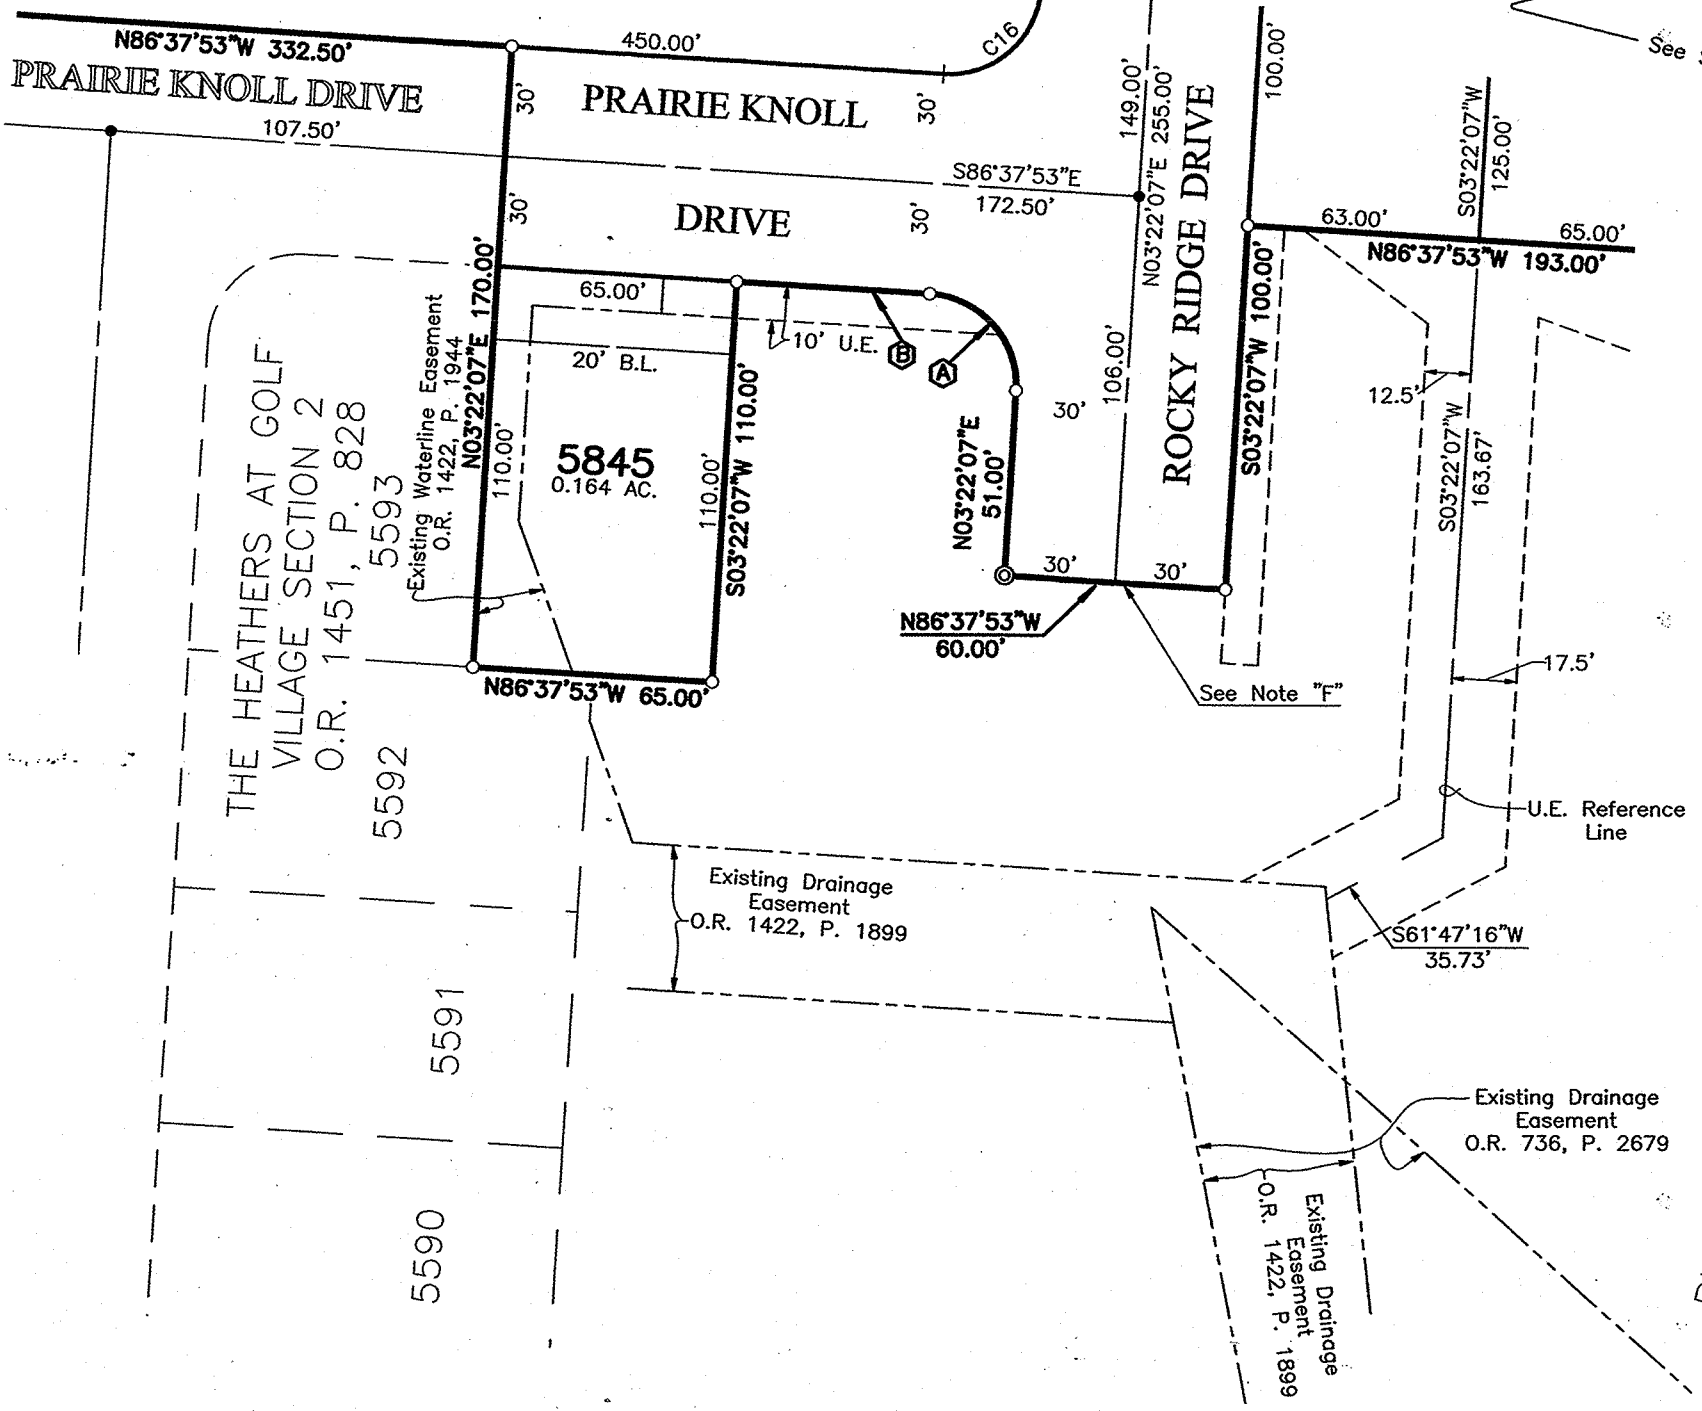 N86°37'53"W 332.50'
450.00'
C16
See
PRAIRIE KNOLL DRIVE
107.50'
30'
PRAIRIE KNOLL
30'
149.00'
N03°22'07"E 255.00'
100.00'
S86°37'53"E
172.50'
30'
DRIVE
30'
ROCKY RIDGE DRIVE
S03°22'07"W
125.00'
63.00'
65.00'
N86°37'53"W 193.00'
65.00'
10' U.E.
20' B.L.
B
A
N03°22'07"E 170.00'
Existing Waterline Easement
O.R. 1422, P. 1944
110.00'
5845
0.164 AC.
110.00'
S03°22'07"W 110.00'
N03°22'07"E
51.00'
30'
106.00'
S03°22'07"W 100.00'
12.5'
S03°22'07"W
163.67'
30'
30'
N86°37'53"W
60.00'
See Note "F"
17.5'
N86°37'53"W 65.00'
THE HEATHERS AT GOLF
VILLAGE SECTION 2
O.R. 1451, P. 828
5593
5592
5591
5590
U.E. Reference
Line
Existing Drainage
Easement
O.R. 1422, P. 1899
S61°47'16"W
35.73'
Existing Drainage
Easement
O.R. 736, P. 2679
Existing Drainage
Easement
O.R. 1422, P. 1899